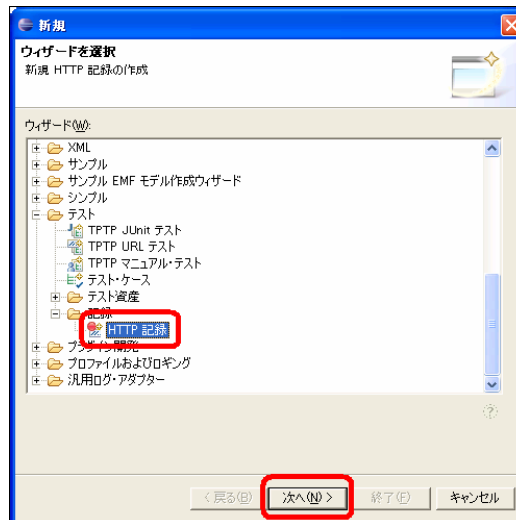 新規
ウィザードを選択
新規 HTTP 記録の作成
ウィザード(W):
XML
サンプル
サンプル EMF モデル作成ウィザード
シンプル
テスト
TPTP JUnit テスト
TPTP URL テスト
TPTP マニュアル・テスト
テスト・ケース
テスト資産
記録
HTTP 記録
プラグイン開発
プロファイルおよびロギング
汎用ログ・アダプター
< 戻る(B) 次へ(N) > 終了(F) キャンセル